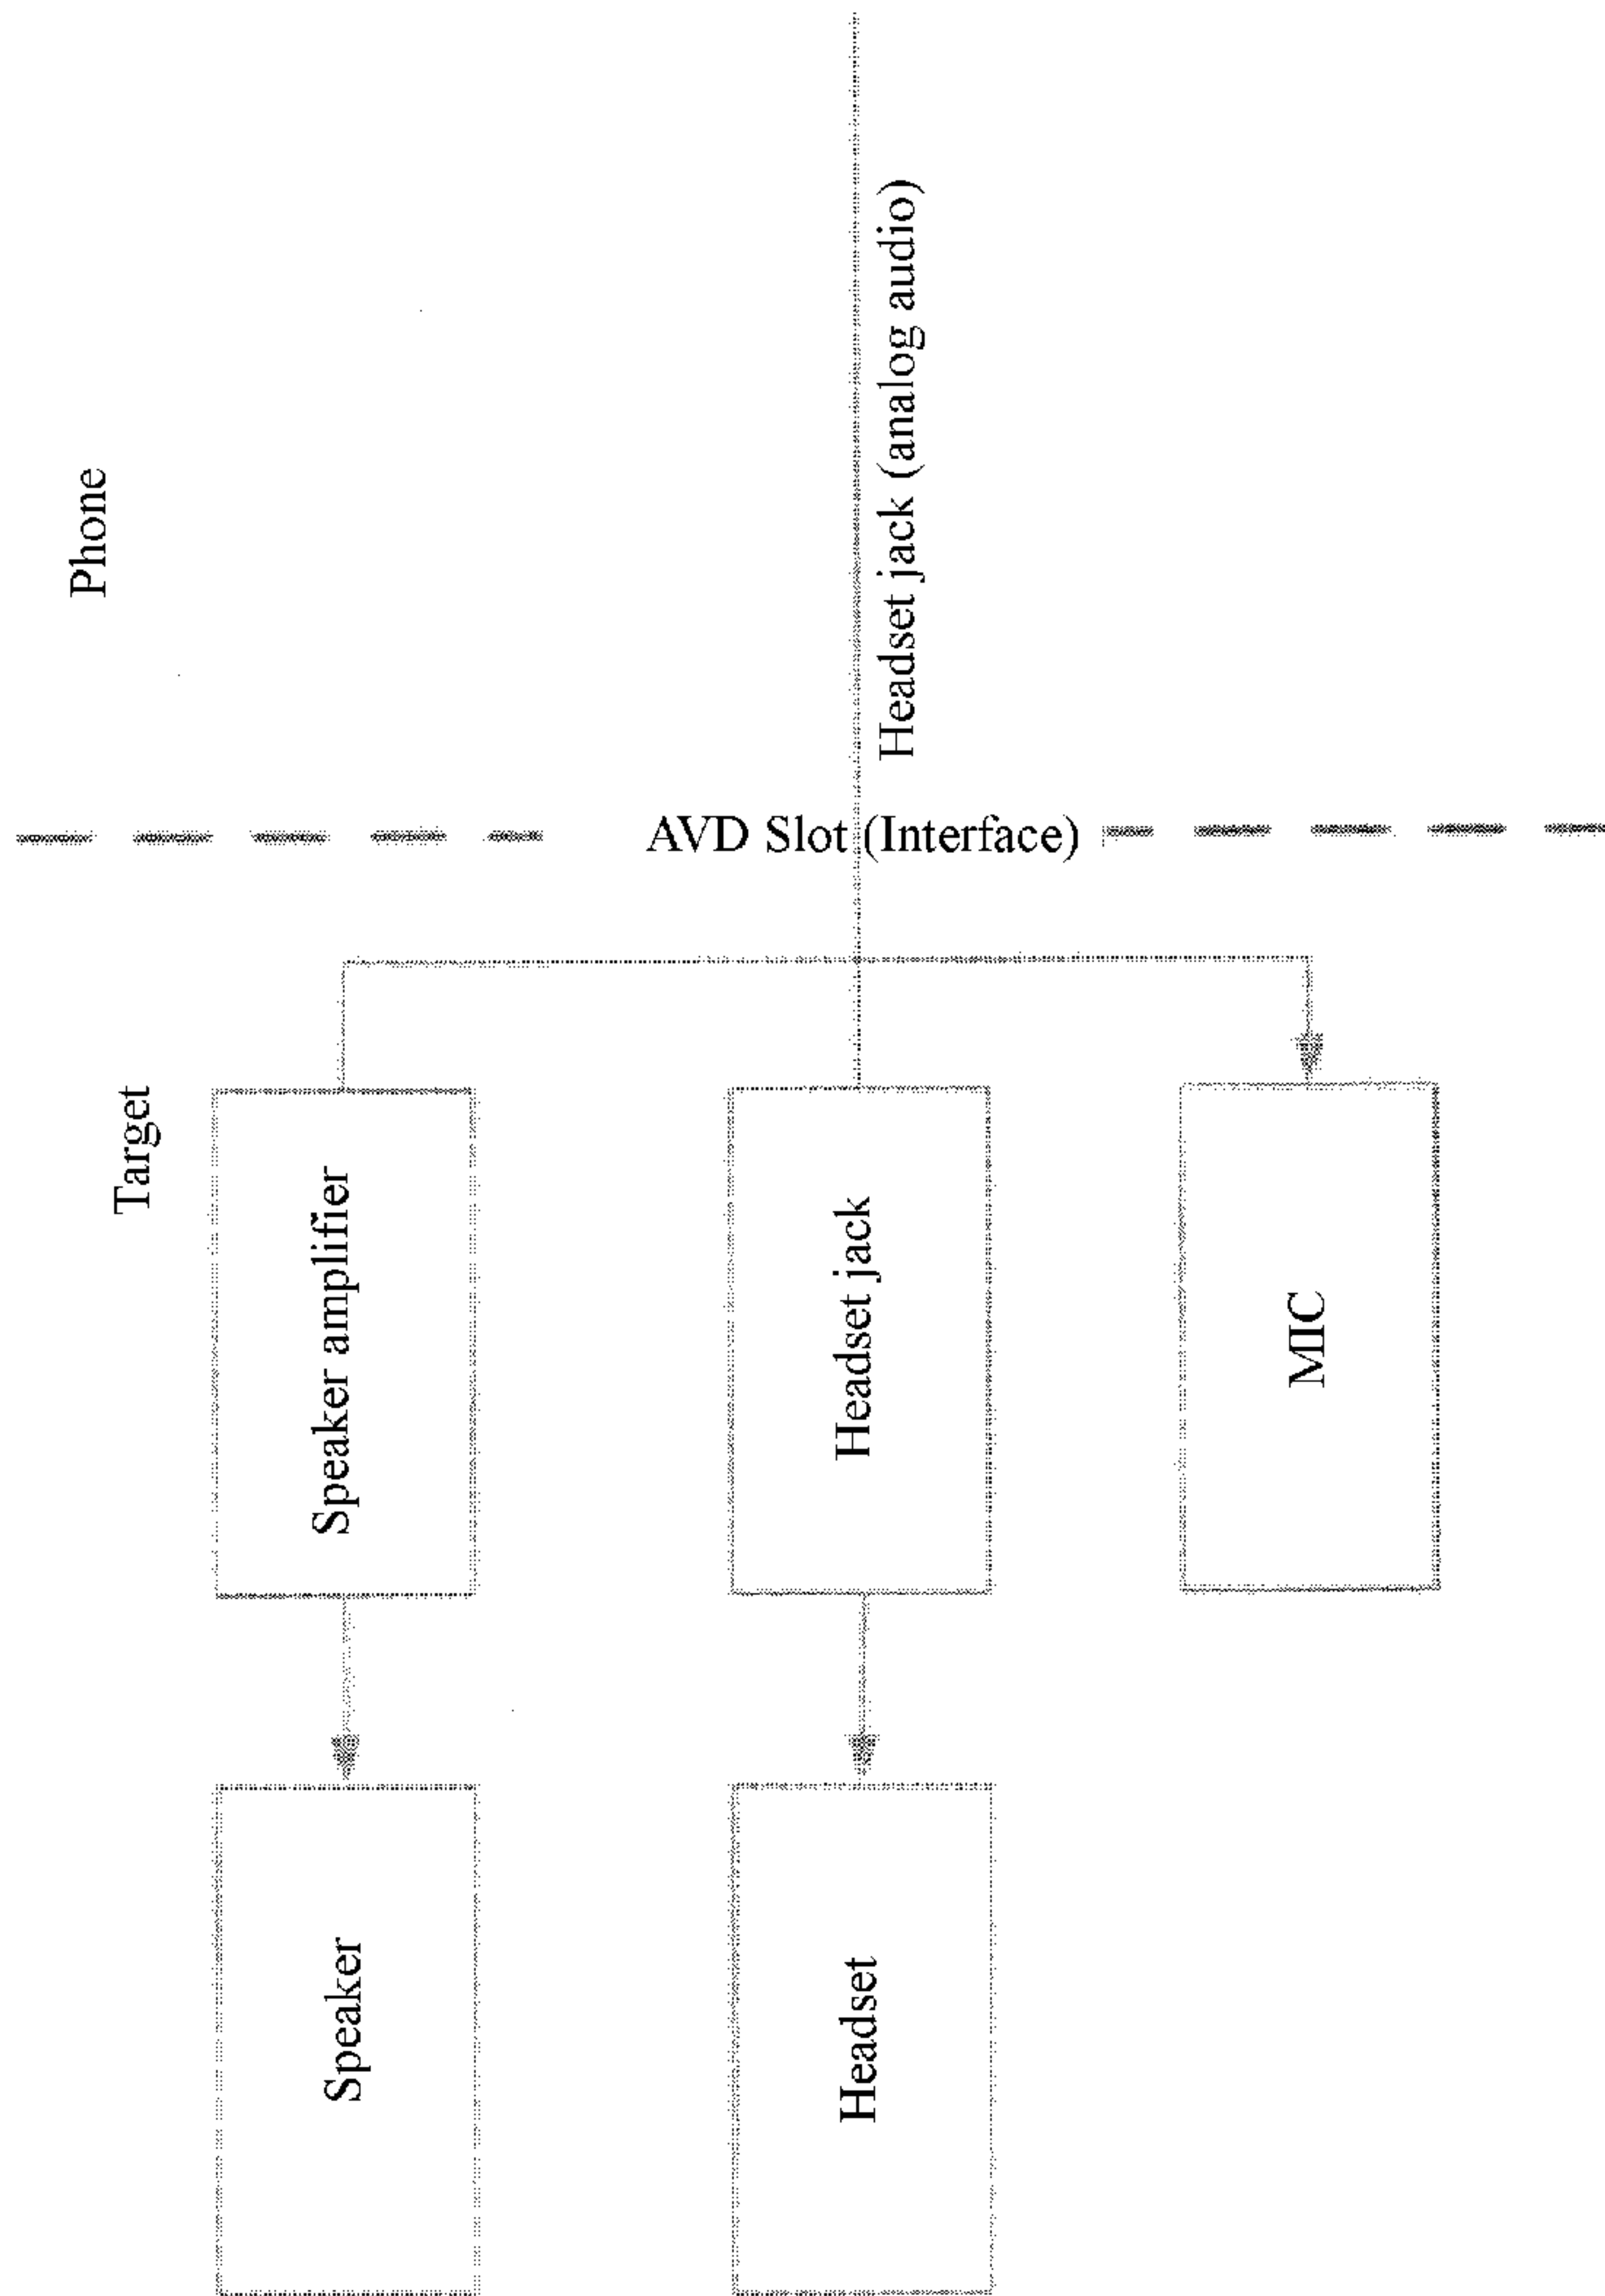 Phone
Headset jack (analog audio)
AVD Slot (Interface)
Target
Speaker amplifier
Headset jack
MIC
Speaker
Headset